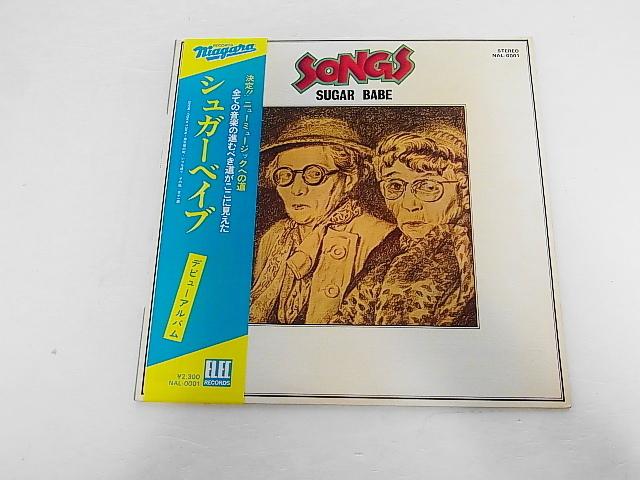 RECORDS
Niagara
決定!! ニューミュージックへの道
全ての音楽の進むべき道がここに見えた
シュガーベイブ
デビューアルバム
¥2,300
NAL-0001
ELEC
RECORDS
SONGS
SUGAR BABE
STEREO
NAL-0001